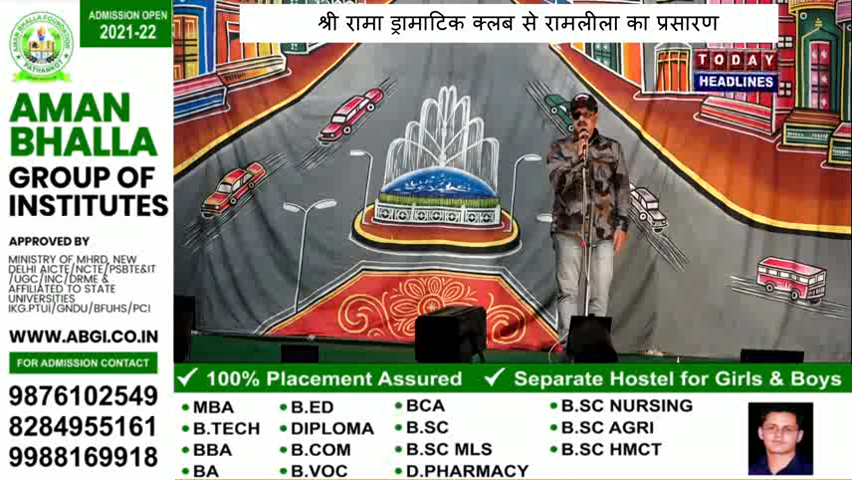 AMAN BHALLA FOUNDATION
PATHANKOT
ADMISSION OPEN
2021-22
श्री रामा ड्रामाटिक क्लब से रामलीला का प्रसारण
TODAY
HEADLINES
AMAN
BHALLA
GROUP OF
INSTITUTES
APPROVED BY
MINISTRY OF MHRD, NEW
DELHI AICTE/NCTE/PSBTE&IT
/UGC/INC/DRME &
AFFILIATED TO STATE
UNIVERSITIES
IKG.PTUI/GNDU/BFUHS/PCI
WWW.ABGI.CO.IN
FOR ADMISSION CONTACT
9876102549
8284955161
9988169918
✓ 100% Placement Assured ✓ Separate Hostel for Girls & Boys
• MBA
• B.TECH
• BBA
• BA
• B.ED
• DIPLOMA
• B.COM
• B.VOC
• BCA
• B.SC
• B.SC MLS
• D.PHARMACY
• B.SC NURSING
• B.SC AGRI
• B.SC HMCT